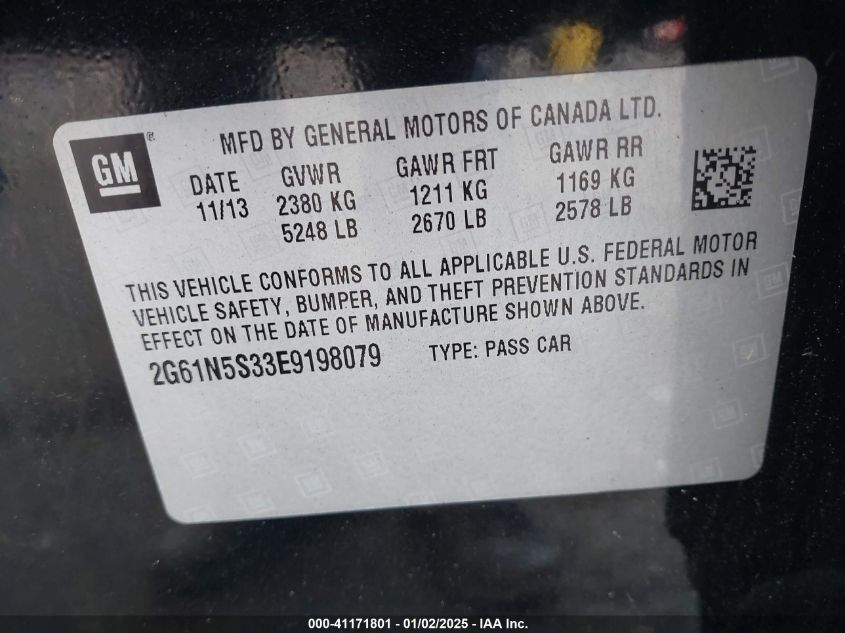 GM ®
MFD BY GENERAL MOTORS OF CANADA LTD.
DATE GVWR GAWR FRT GAWR RR
11/13 2380 KG 1211 KG 1169 KG
5248 LB 2670 LB 2578 LB
THIS VEHICLE CONFORMS TO ALL APPLICABLE U.S. FEDERAL MOTOR
VEHICLE SAFETY, BUMPER, AND THEFT PREVENTION STANDARDS IN
EFFECT ON THE DATE OF MANUFACTURE SHOWN ABOVE.
2G61N5S33E9198079 TYPE: PASS CAR
000-41171801 - 01/02/2025 - IAA Inc.